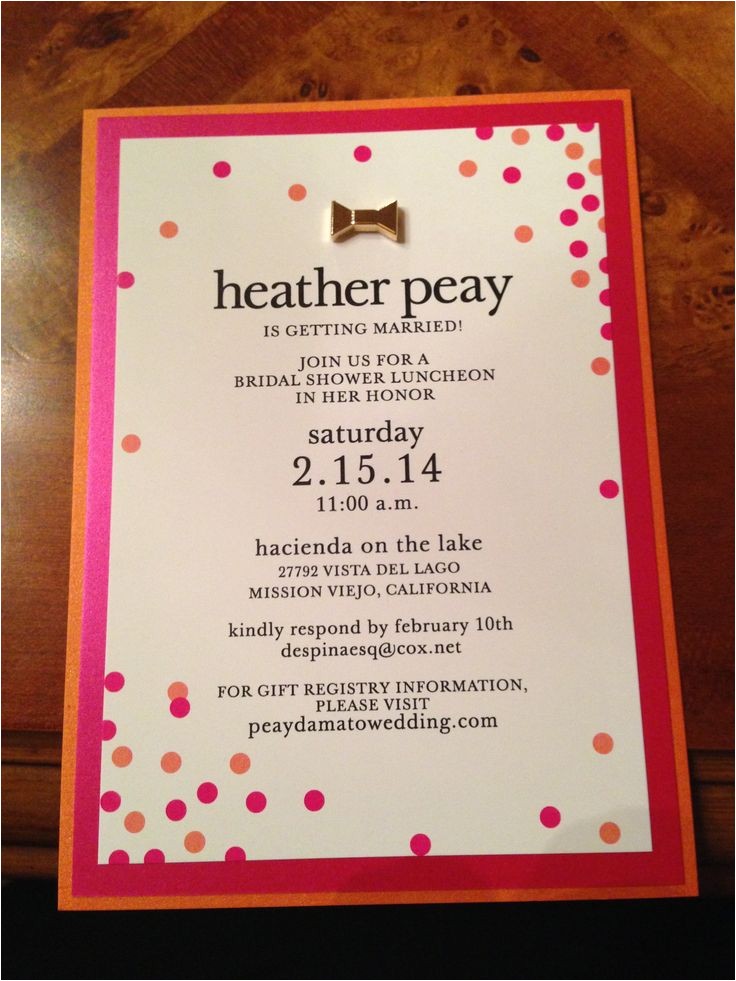 heather peay
IS GETTING MARRIED!
JOIN US FOR A
BRIDAL SHOWER LUNCHEON
IN HER HONOR
saturday
2.15.14
11:00 a.m.
hacienda on the lake
27792 VISTA DEL LAGO
MISSION VIEJO, CALIFORNIA
kindly respond by february 10th
despinaesq@cox.net
FOR GIFT REGISTRY INFORMATION,
PLEASE VISIT
peaydamatowedding.com